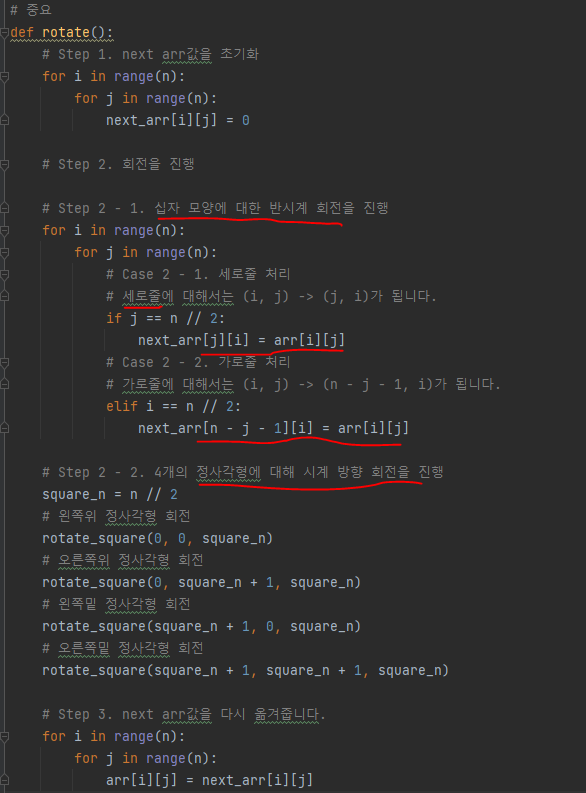 # 중요
def rotate():
    # Step 1. next arr값을 초기화
    for i in range(n):
        for j in range(n):
            next_arr[i][j] = 0

    # Step 2. 회전을 진행

    # Step 2 - 1. 십자 모양에 대한 반시계 회전을 진행
    for i in range(n):
        for j in range(n):
            # Case 2 - 1. 세로줄 처리
            # 세로줄에 대해서는 (i, j) -> (j, i)가 됩니다.
            if j == n // 2:
                next_arr[j][i] = arr[i][j]
            # Case 2 - 2. 가로줄 처리
            # 가로줄에 대해서는 (i, j) -> (n - j - 1, i)가 됩니다.
            elif i == n // 2:
                next_arr[n - j - 1][i] = arr[i][j]

    # Step 2 - 2. 4개의 정사각형에 대해 시계 방향 회전을 진행
    square_n = n // 2
    # 왼쪽위 정사각형 회전
    rotate_square(0, 0, square_n)
    # 오른쪽위 정사각형 회전
    rotate_square(0, square_n + 1, square_n)
    # 왼쪽밑 정사각형 회전
    rotate_square(square_n + 1, 0, square_n)
    # 오른쪽밑 정사각형 회전
    rotate_square(square_n + 1, square_n + 1, square_n)

    # Step 3. next arr값을 다시 옮겨줍니다.
    for i in range(n):
        for j in range(n):
            arr[i][j] = next_arr[i][j]